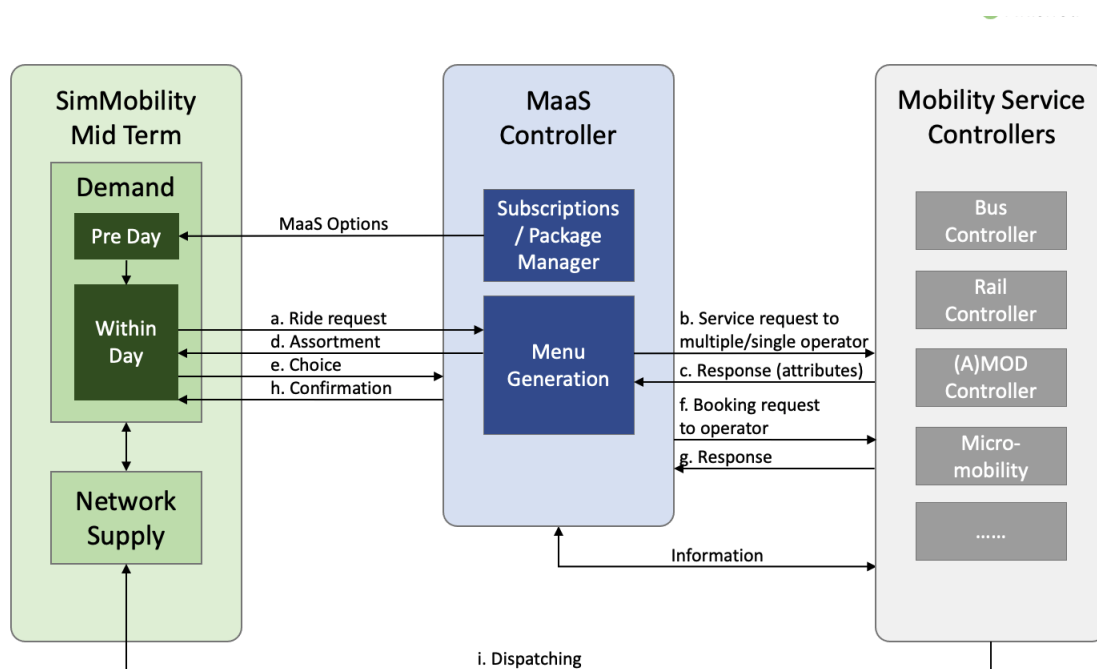 SimMobility
Mid Term
Demand
Pre Day
Within
Day
Network
Supply
MaaS Options
a. Ride request
d. Assortment
e. Choice
h. Confirmation
MaaS
Controller
Subscriptions
/ Package
Manager
Menu
Generation
b. Service request to
multiple/single operator
c. Response (attributes)
f. Booking request
to operator
g. Response
Information
Mobility Service
Controllers
Bus
Controller
Rail
Controller
(A)MOD
Controller
Micro-
mobility
......
i. Dispatching